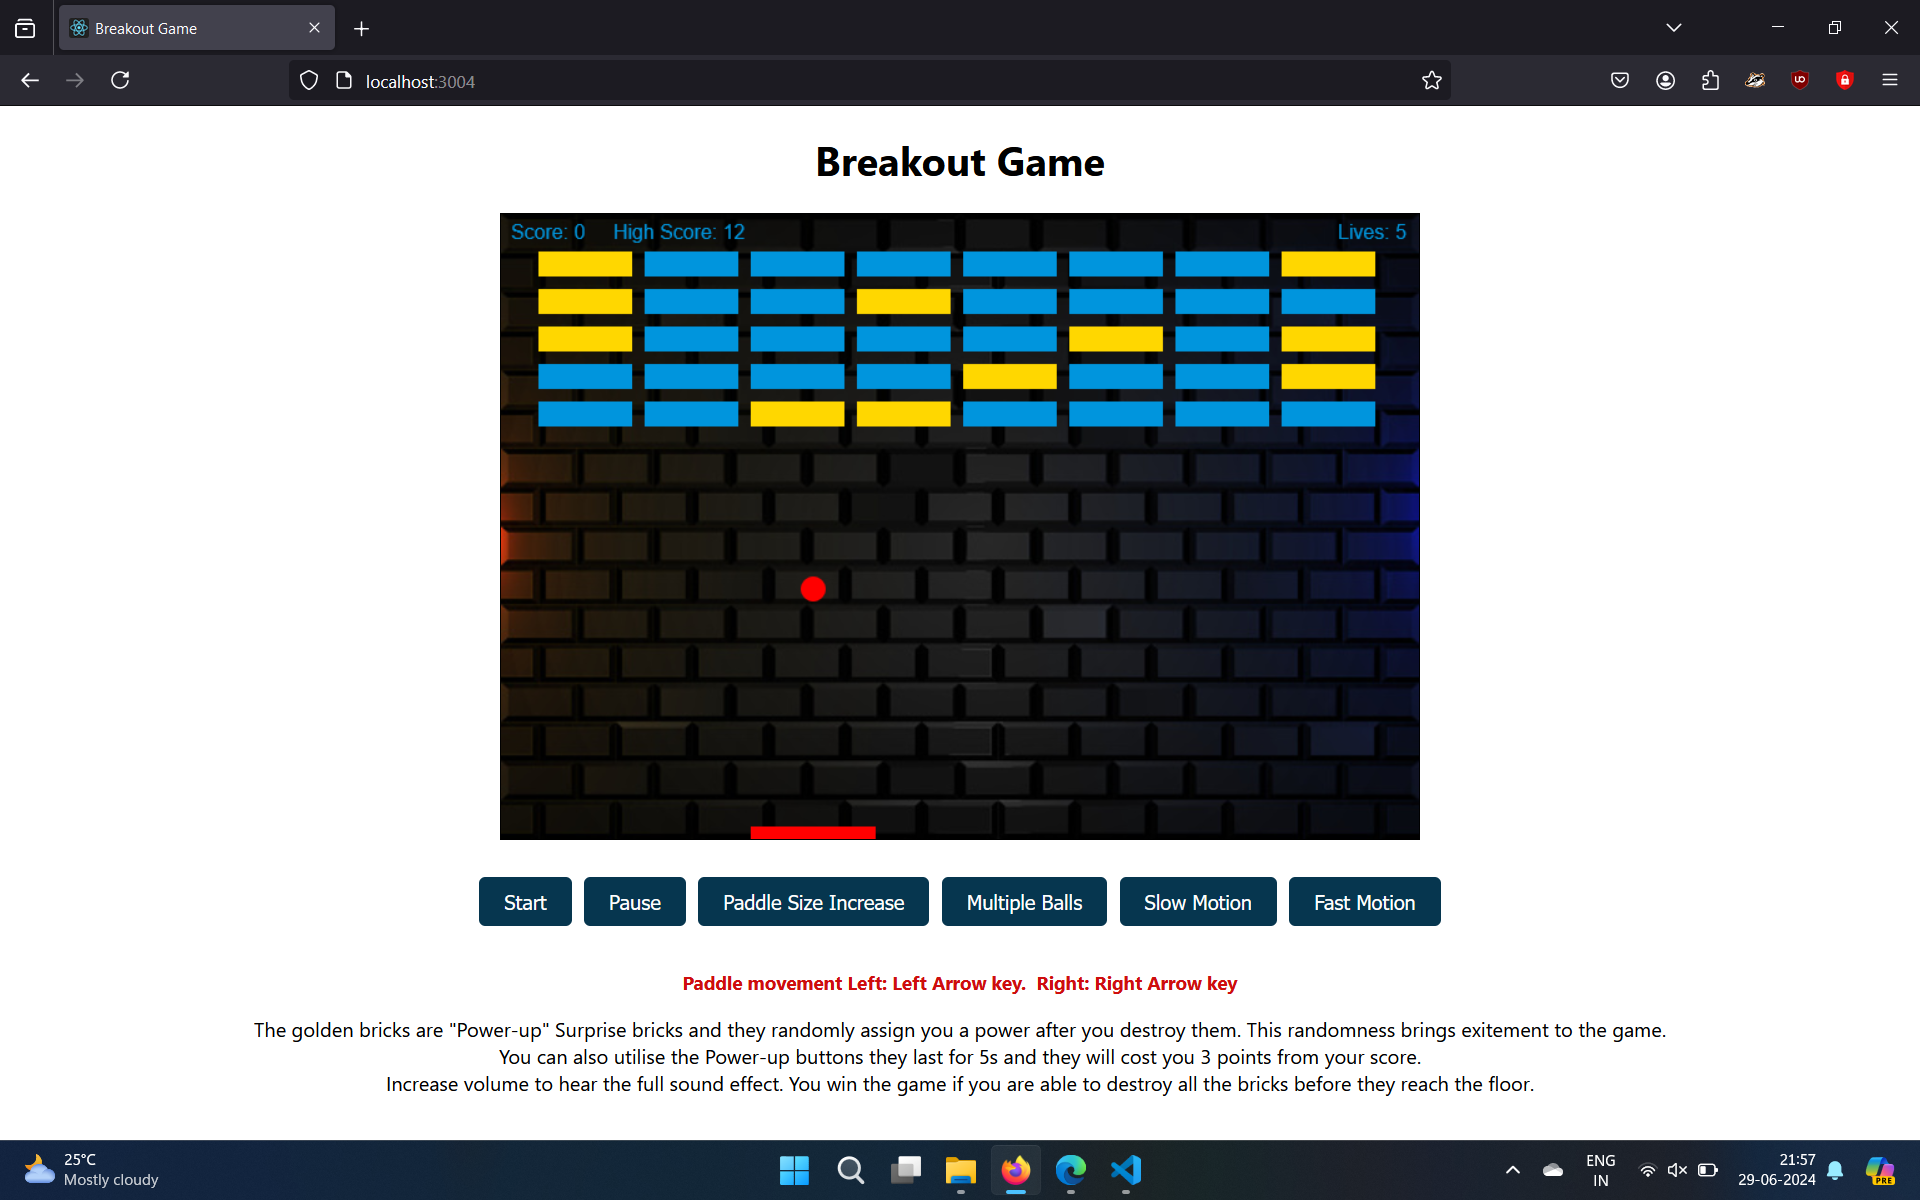 Breakout Game
localhost:3004
Breakout Game
Score: 0 High Score: 12 Lives: 5
Start Pause Paddle Size Increase Multiple Balls Slow Motion Fast Motion
Paddle movement Left: Left Arrow key. Right: Right Arrow key
The golden bricks are "Power-up" Surprise bricks and they randomly assign you a power after you destroy them. This randomness brings exitement to the game.
You can also utilise the Power-up buttons they last for 5s and they will cost you 3 points from your score.
Increase volume to hear the full sound effect. You win the game if you are able to destroy all the bricks before they reach the floor.
25°C
Mostly cloudy
ENG
IN
21:57
29-06-2024
PRE